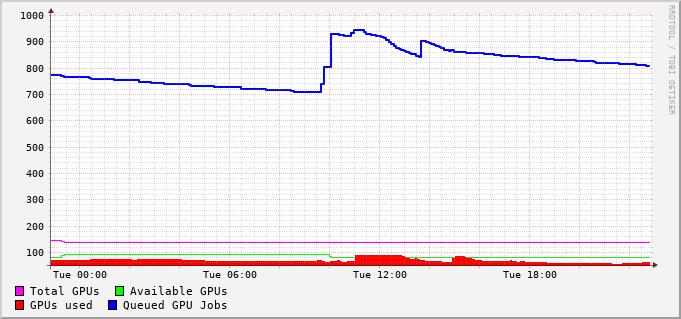 1000
900
800
700
600
500
400
300
200
100
Tue 00:00 Tue 06:00 Tue 12:00 Tue 18:00
Total GPUs Available GPUs
GPUs used Queued GPU Jobs
RRDTOOL / TOBI OETIKER